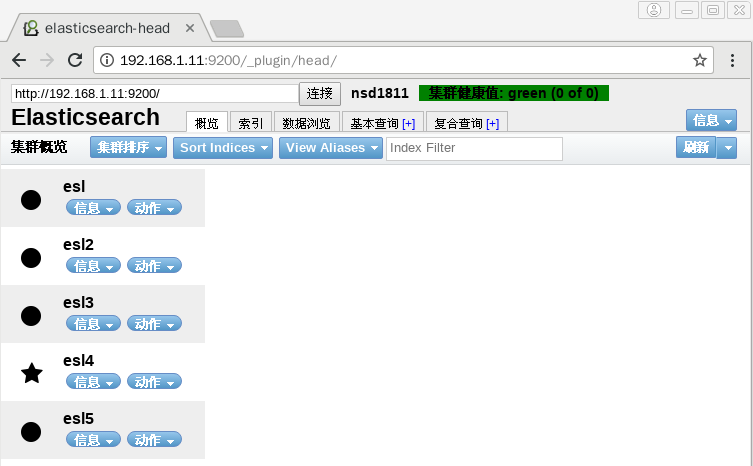 elasticsearch-head
192.168.1.11:9200/_plugin/head/
http://192.168.1.11:9200/ 连接 nsd1811 集群健康值: green (0 of 0)
Elasticsearch 概览 索引 数据浏览 基本查询 [+] 复合查询 [+] 信息
集群概览 集群排序 Sort Indices View Aliases Index Filter 刷新
esl
信息 动作
esl2
信息 动作
esl3
信息 动作
esl4
信息 动作
esl5
信息 动作